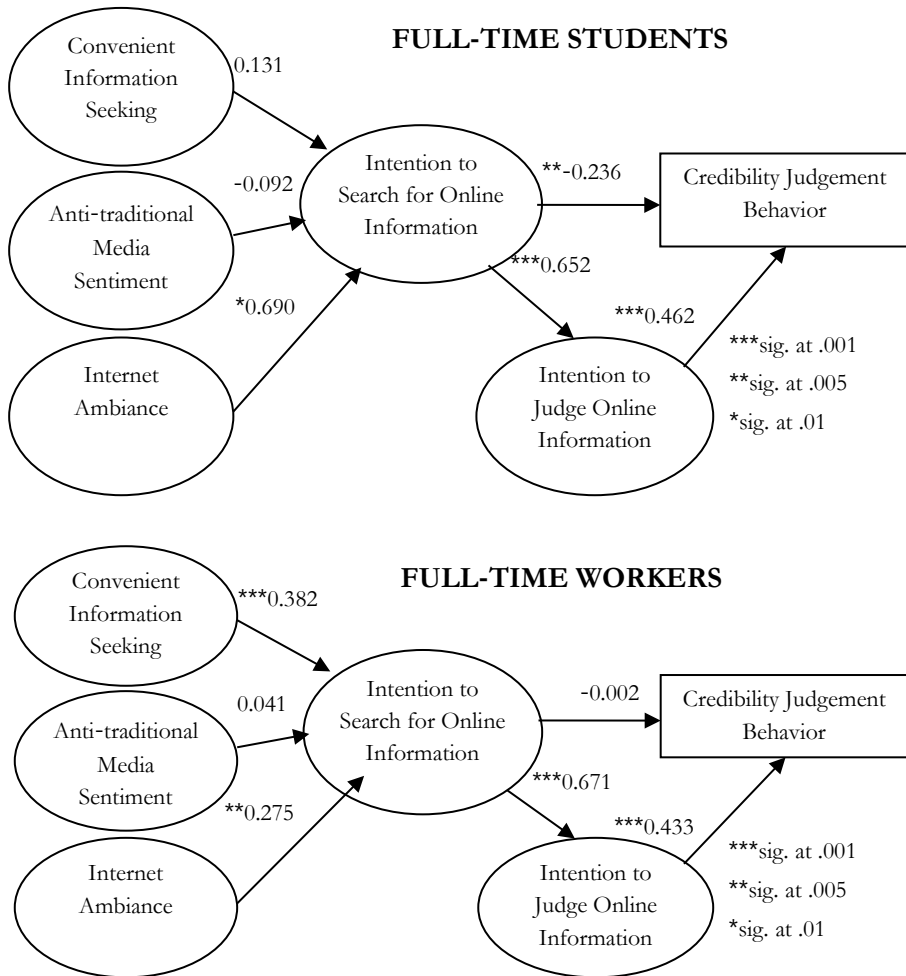 FULL-TIME STUDENTS
Convenient
Information
Seeking
0.131
Anti-traditional
Media
Sentiment
-0.092
Internet
Ambiance
*0.690
Intention to
Search for Online
Information
**-0.236
Credibility Judgement
Behavior
***0.652
***0.462
Intention to
Judge Online
Information
***sig. at .001
**sig. at .005
*sig. at .01
FULL-TIME WORKERS
Convenient
Information
Seeking
***0.382
Anti-traditional
Media
Sentiment
0.041
Internet
Ambiance
**0.275
Intention to
Search for Online
Information
-0.002
Credibility Judgement
Behavior
***0.671
***0.433
Intention to
Judge Online
Information
***sig. at .001
**sig. at .005
*sig. at .01